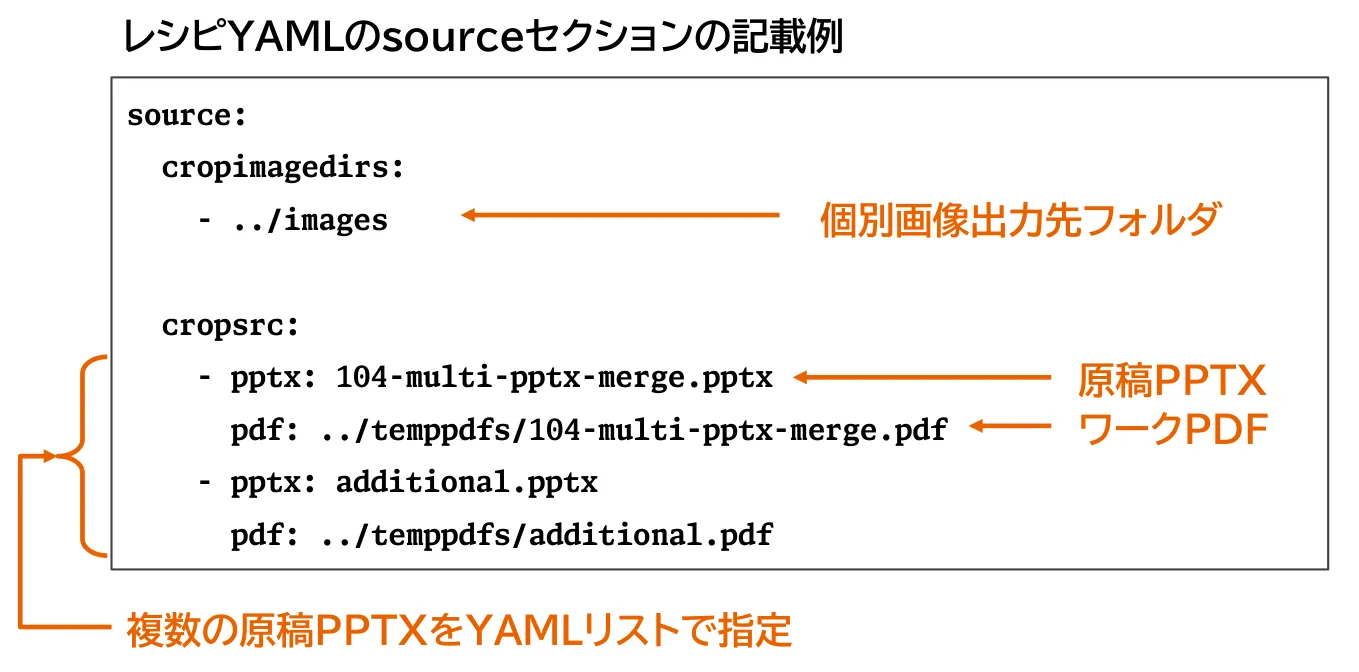 レシピYAMLのsourceセクションの記載例
source:
  cropimagedirs:
    - ../images
個別画像出力先フォルダ
  cropsrc:
    - pptx: 104-multi-pptx-merge.pptx
原稿PPTX
      pdf: ../temppdfs/104-multi-pptx-merge.pdf
ワークPDF
    - pptx: additional.pptx
      pdf: ../temppdfs/additional.pdf
複数の原稿PPTXをYAMLリストで指定